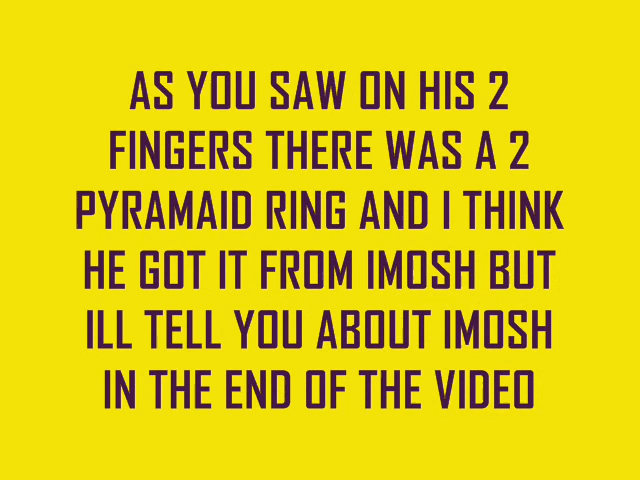 AS YOU SAW ON HIS 2
FINGERS THERE WAS A 2
PYRAMAID RING AND I THINK
HE GOT IT FROM IMOSH BUT
ILL TELL YOU ABOUT IMOSH
IN THE END OF THE VIDEO